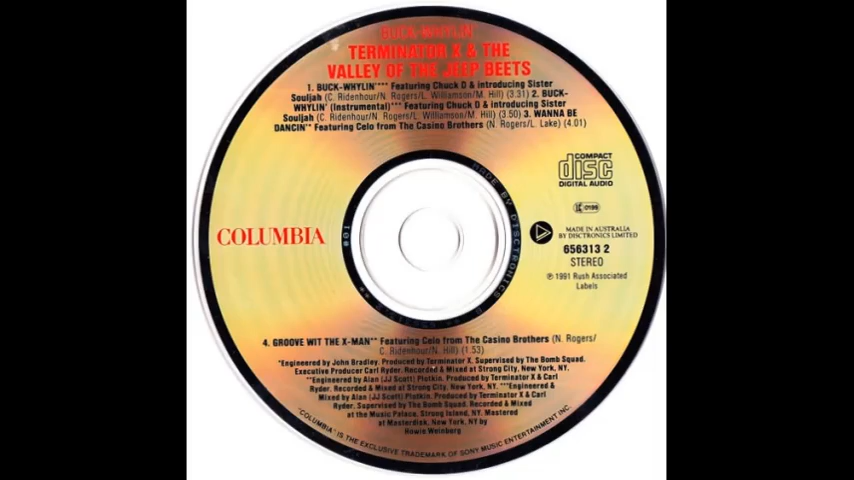 BUCK-WHYLIN'
TERMINATOR X & THE
VALLEY OF THE JEEP BEETS
1. BUCK-WHYLIN'*** Featuring Chuck D & introducing Sister
Souljah (C. Ridenhour/N. Rogers/L. Williamson/M. Hill) (3.31) 2. BUCK-
WHYLIN' (Instrumental)*** Featuring Chuck D & introducing Sister
Souljah (C. Ridenhour/N. Rogers/L. Williamson/M. Hill) (3.50) 3. WANNA BE
DANCIN'* Featuring Celo from The Casino Brothers (N. Rogers/L. Lake) (4.01)
COMPACT
disc
DIGITAL AUDIO
COLUMBIA
MADE IN AUSTRALIA
BY DISCTRONICS LIMITED
656313 2
STEREO
℗ 1991 Rush Associated
Labels
MADE BY DISCTRONICS
4. GROOVE WIT THE X-MAN** Featuring Celo from The Casino Brothers (N. Rogers/
C. Ridenhour/N. Hill) (1.53)
*Engineered by John Bradley. Produced by Terminator X. Supervised by The Bomb Squad.
Executive Producer Carl Ryder. Recorded & Mixed at Strong City, New York, NY.
**Engineered by Alan (JJ Scott) Plotkin. Produced by Terminator X & Carl
Ryder. Recorded & Mixed at Strong City, New York, NY. ***Engineered &
Mixed by Alan (JJ Scott) Plotkin. Produced by Terminator X & Carl
Ryder. Supervised by The Bomb Squad. Recorded & Mixed
at the Music Palace, Strong Island, NY. Mastered
at Masterdisk, New York, NY by
Howie Weinberg
"COLUMBIA" IS THE EXCLUSIVE TRADEMARK OF SONY MUSIC ENTERTAINMENT INC.